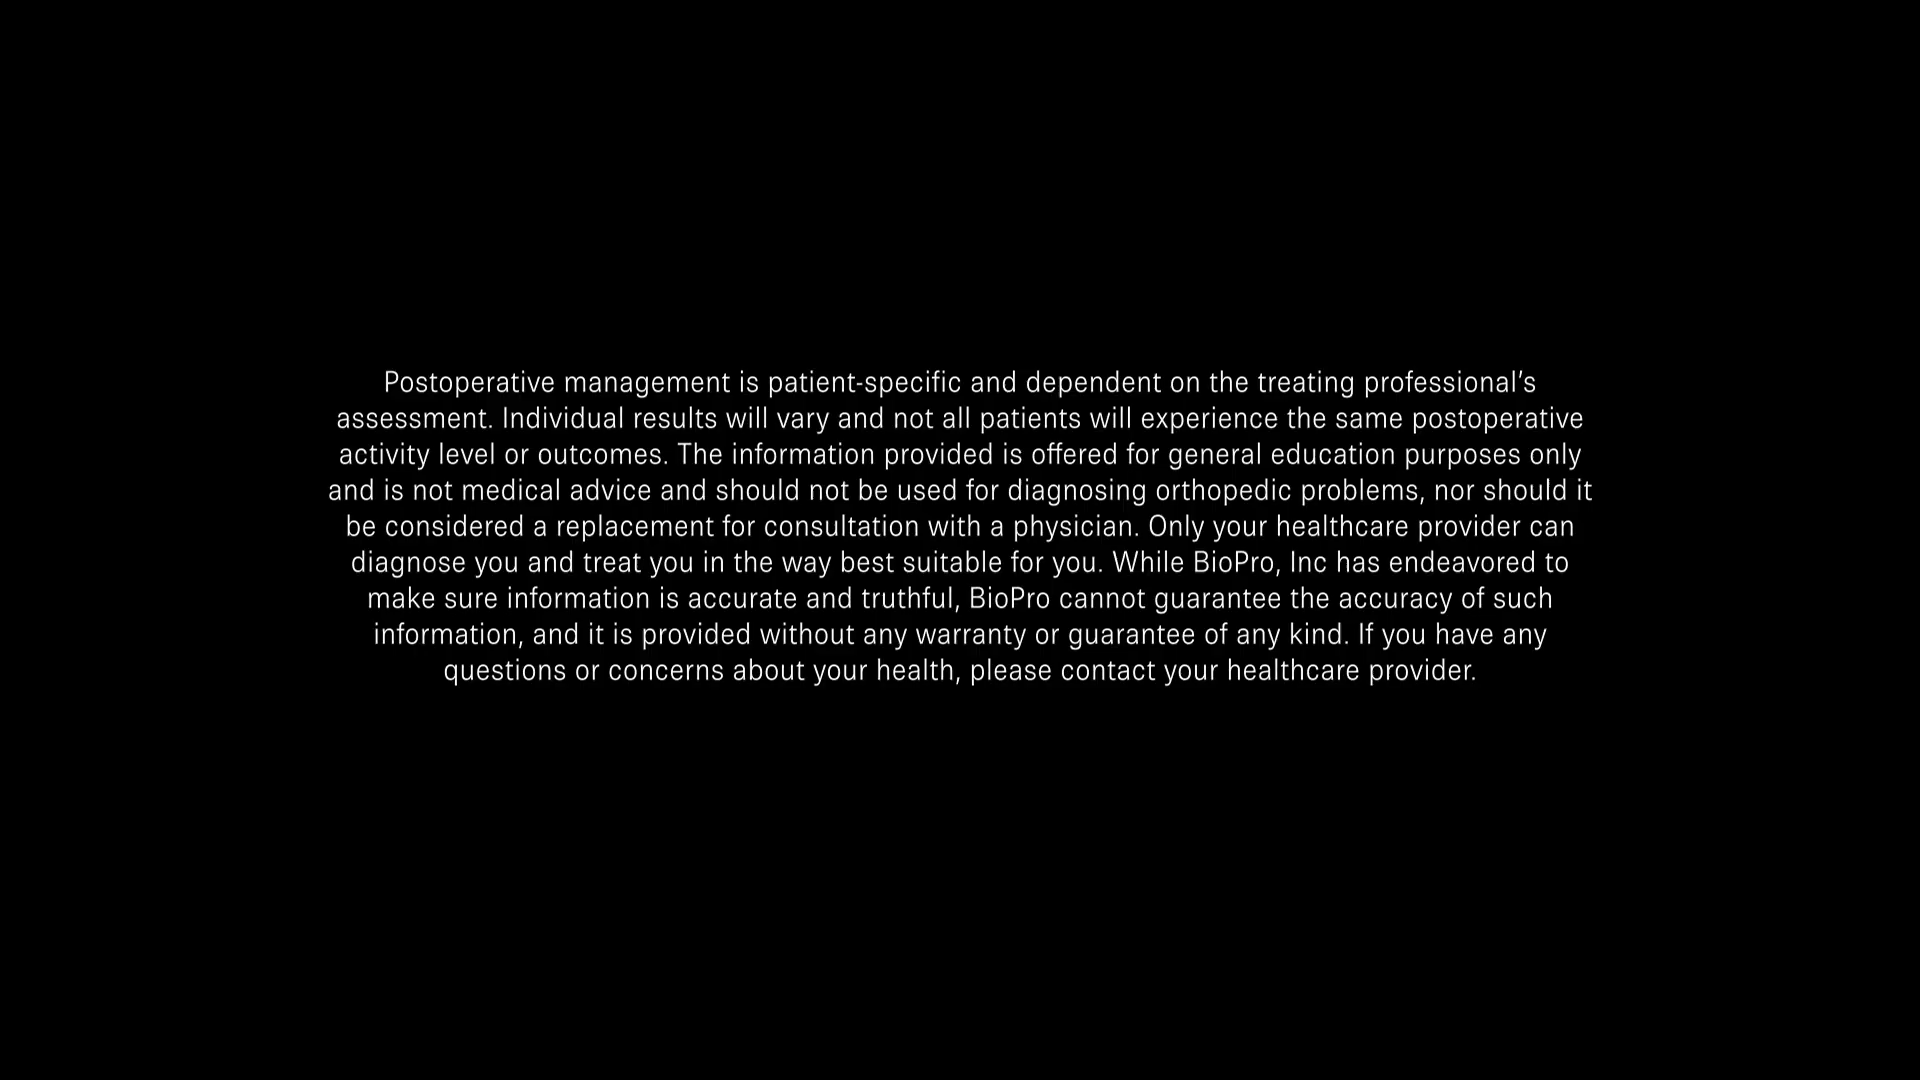 Postoperative management is patient-specific and dependent on the treating professional’s
assessment. Individual results will vary and not all patients will experience the same postoperative
activity level or outcomes. The information provided is offered for general education purposes only
and is not medical advice and should not be used for diagnosing orthopedic problems, nor should it
be considered a replacement for consultation with a physician. Only your healthcare provider can
diagnose you and treat you in the way best suitable for you. While BioPro, Inc has endeavored to
make sure information is accurate and truthful, BioPro cannot guarantee the accuracy of such
information, and it is provided without any warranty or guarantee of any kind. If you have any
questions or concerns about your health, please contact your healthcare provider.